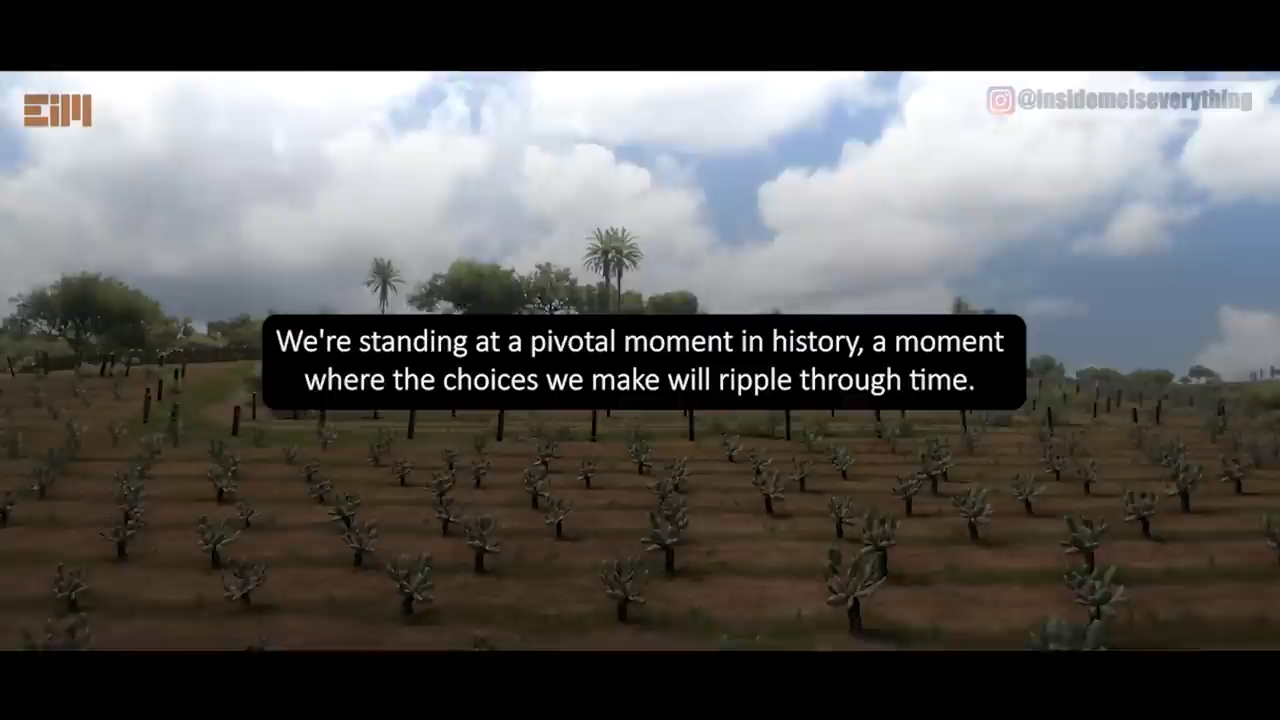 EiM
@insidemeiseverything
We're standing at a pivotal moment in history, a moment
where the choices we make will ripple through time.